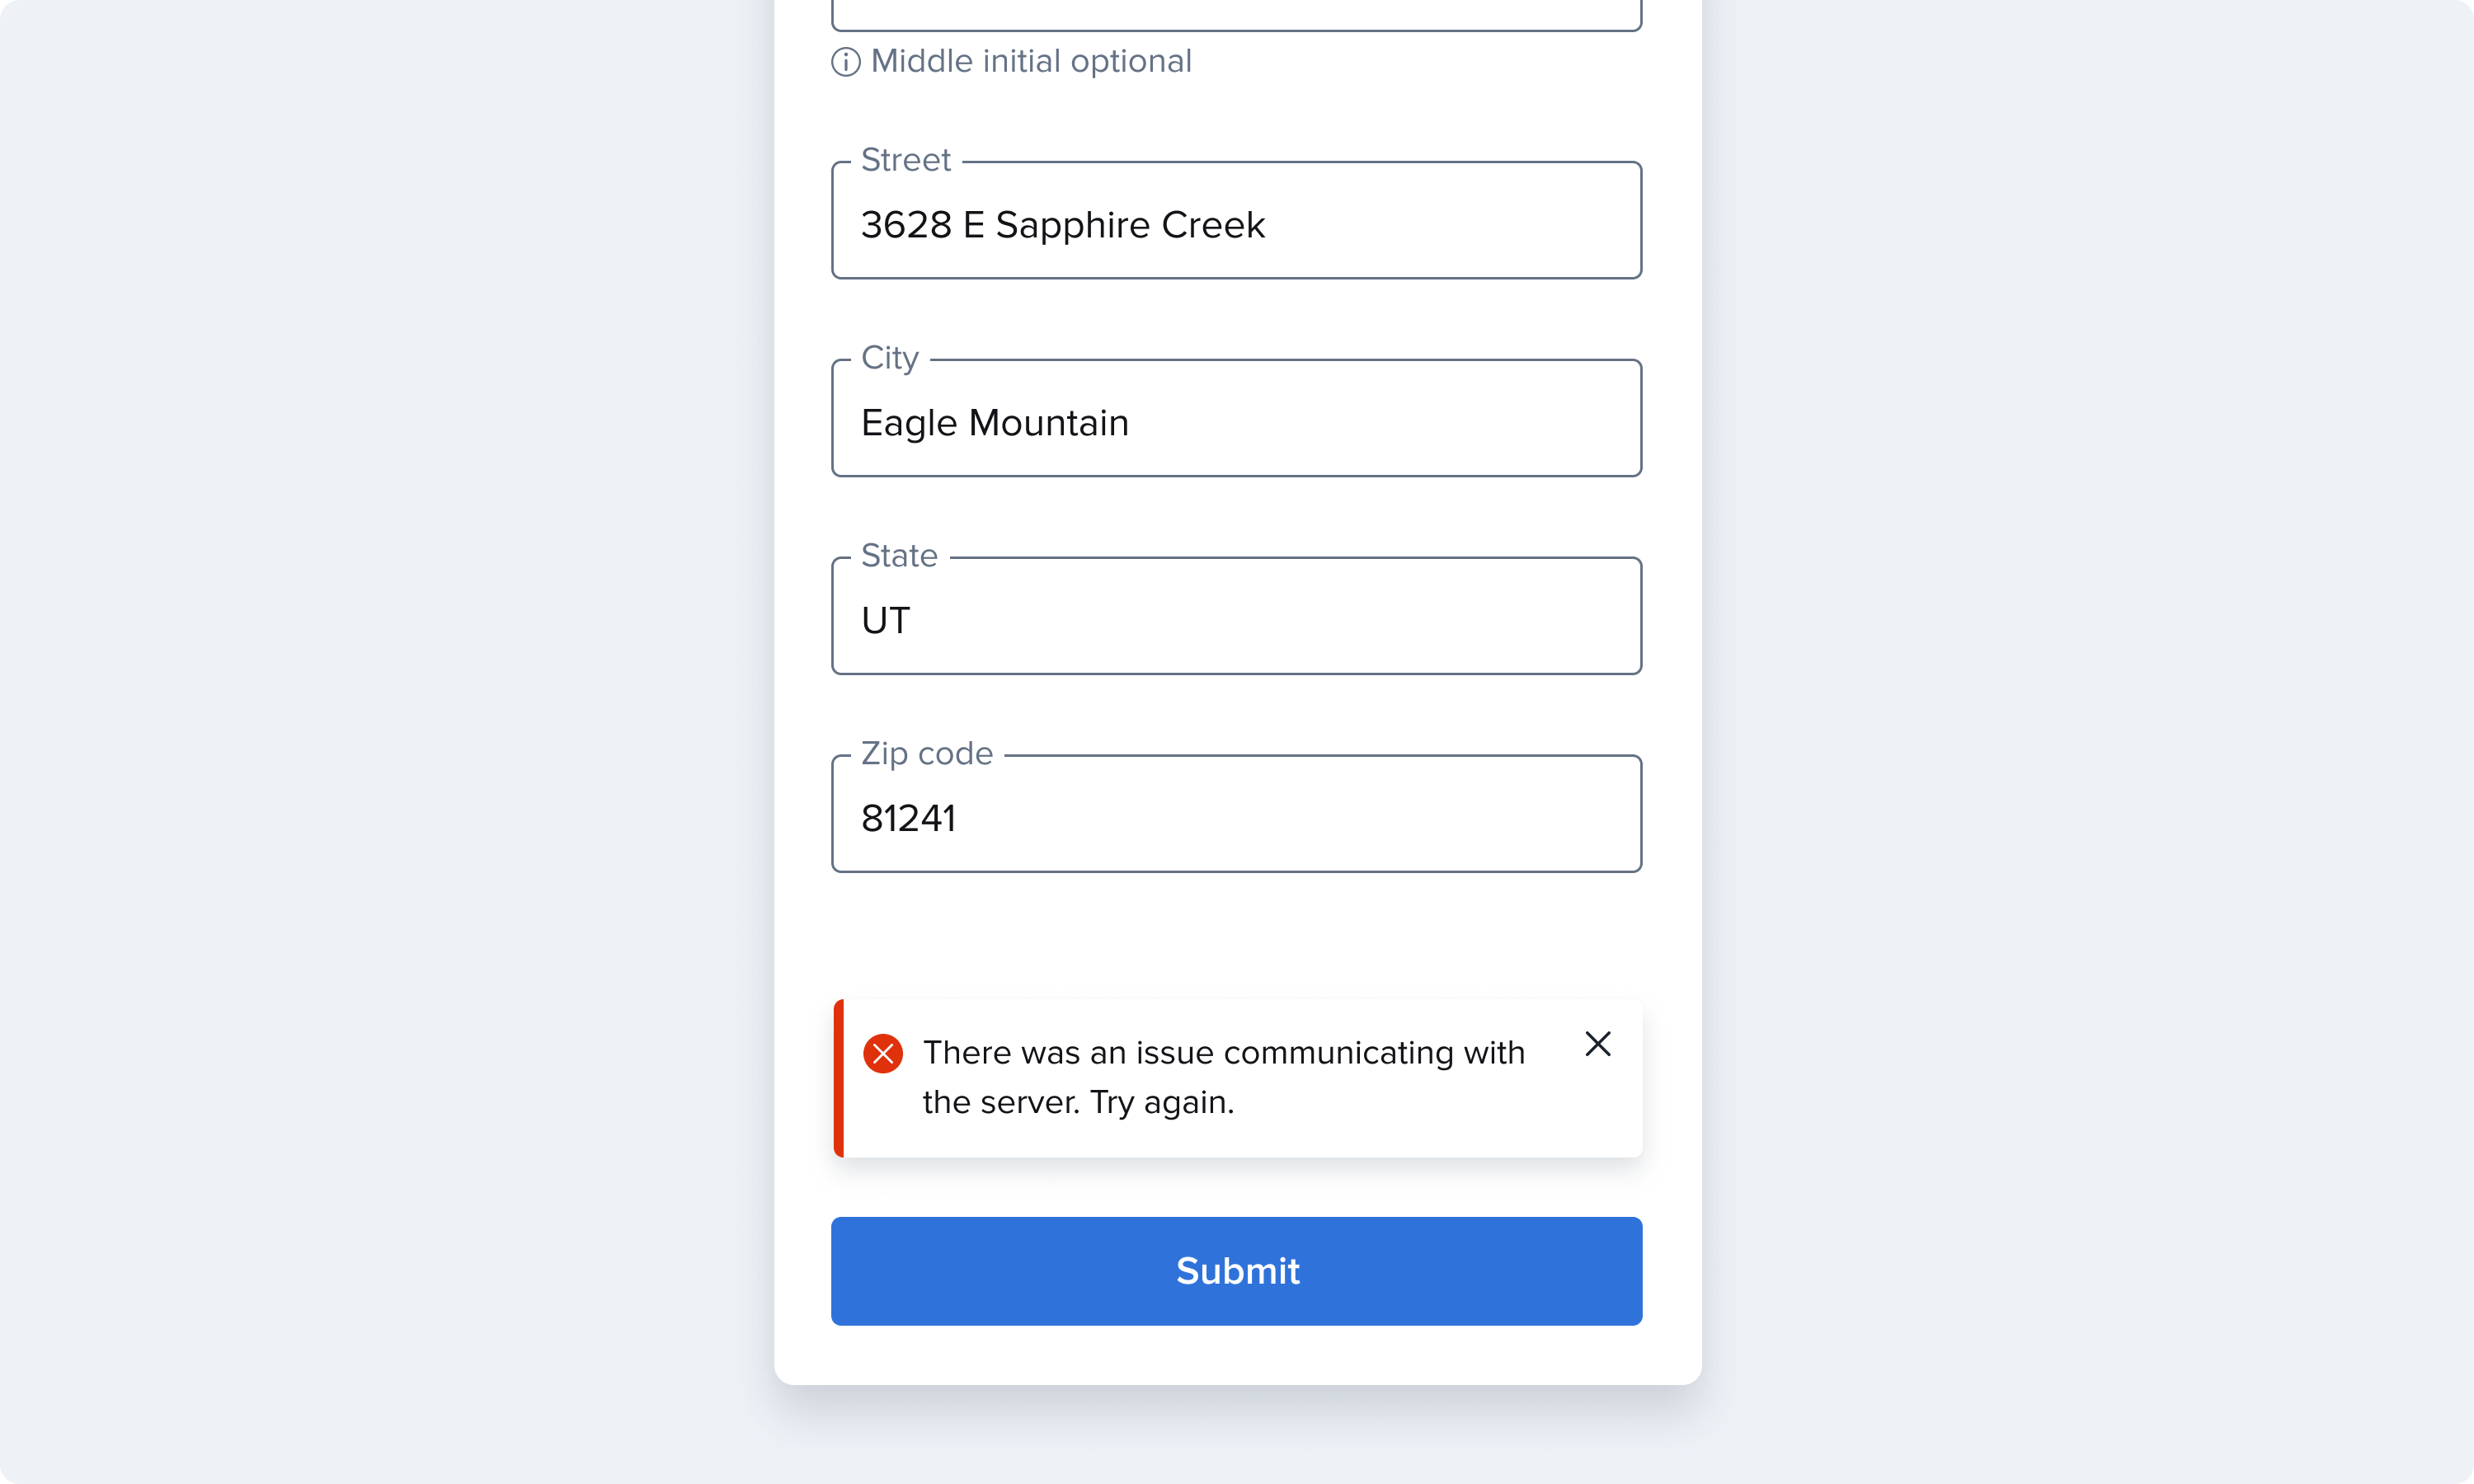 Middle initial optional
Street
3628 E Sapphire Creek
City
Eagle Mountain
State
UT
Zip code
81241
There was an issue communicating with
the server. Try again.
Submit